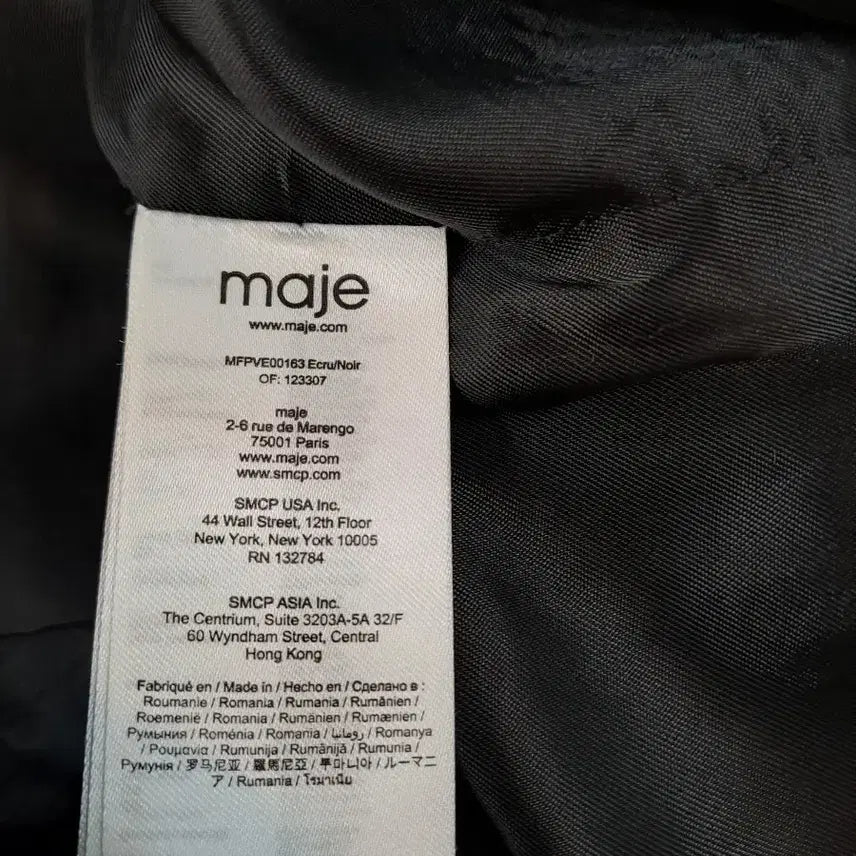 maje
www.maje.com
MFPVE00163 Ecru/Noir
OF: 123307
maje
2-6 rue de Marengo
75001 Paris
www.maje.com
www.smcp.com
SMCP USA Inc.
44 Wall Street, 12th Floor
New York, New York 10005
RN 132784
SMCP ASIA Inc.
The Centrium, Suite 3203A-5A 32/F
60 Wyndham Street, Central
Hong Kong
Fabriqué en / Made in / Hecho en / Сделано в :
Roumanie / Romania / Rumania / Rumänien /
Roemenië / Romania / Rumänien / Rumænien /
Румыния / Roménia / Romania / رومانيا / Romanya
/ Ρουμανία / Rumunija / Rumānijā / Rumunia /
Румунія / 罗马尼亚 / 羅馬尼亞 / 루마니아 / ルーマニ
ア / Rumania / โรมาเนีย